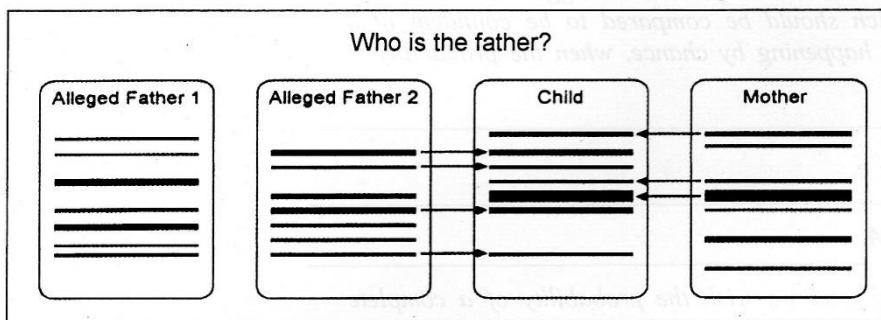 Who is the father?
Alleged Father 1
Alleged Father 2
Child
Mother